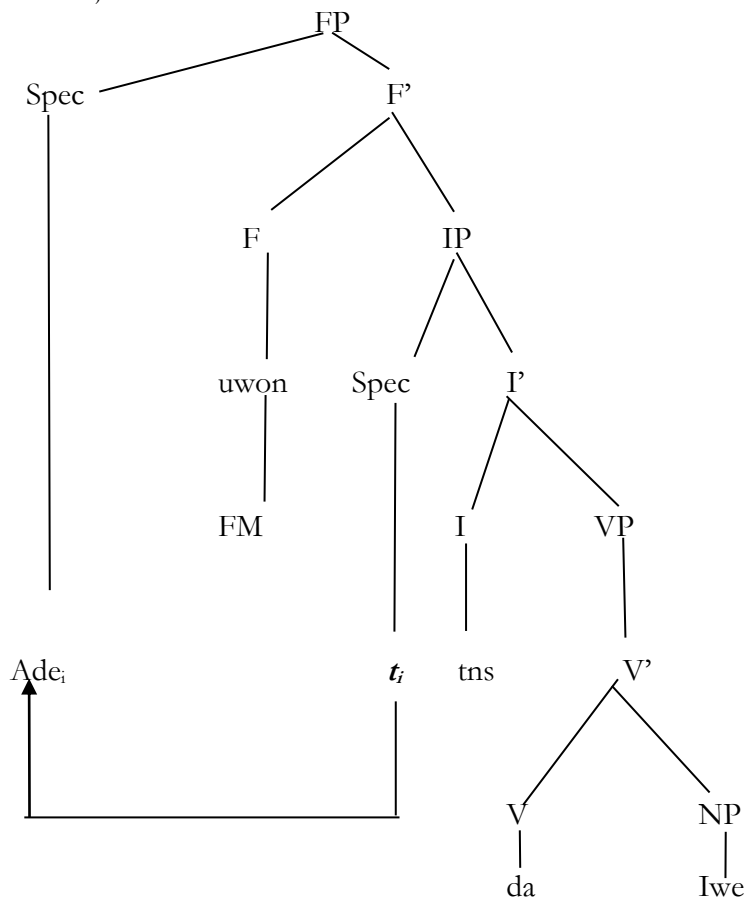 FP
Spec F’
F IP
uwon Spec I’
FM I VP
Adeᵢ tᵢ tns V’
V NP
da Iwe